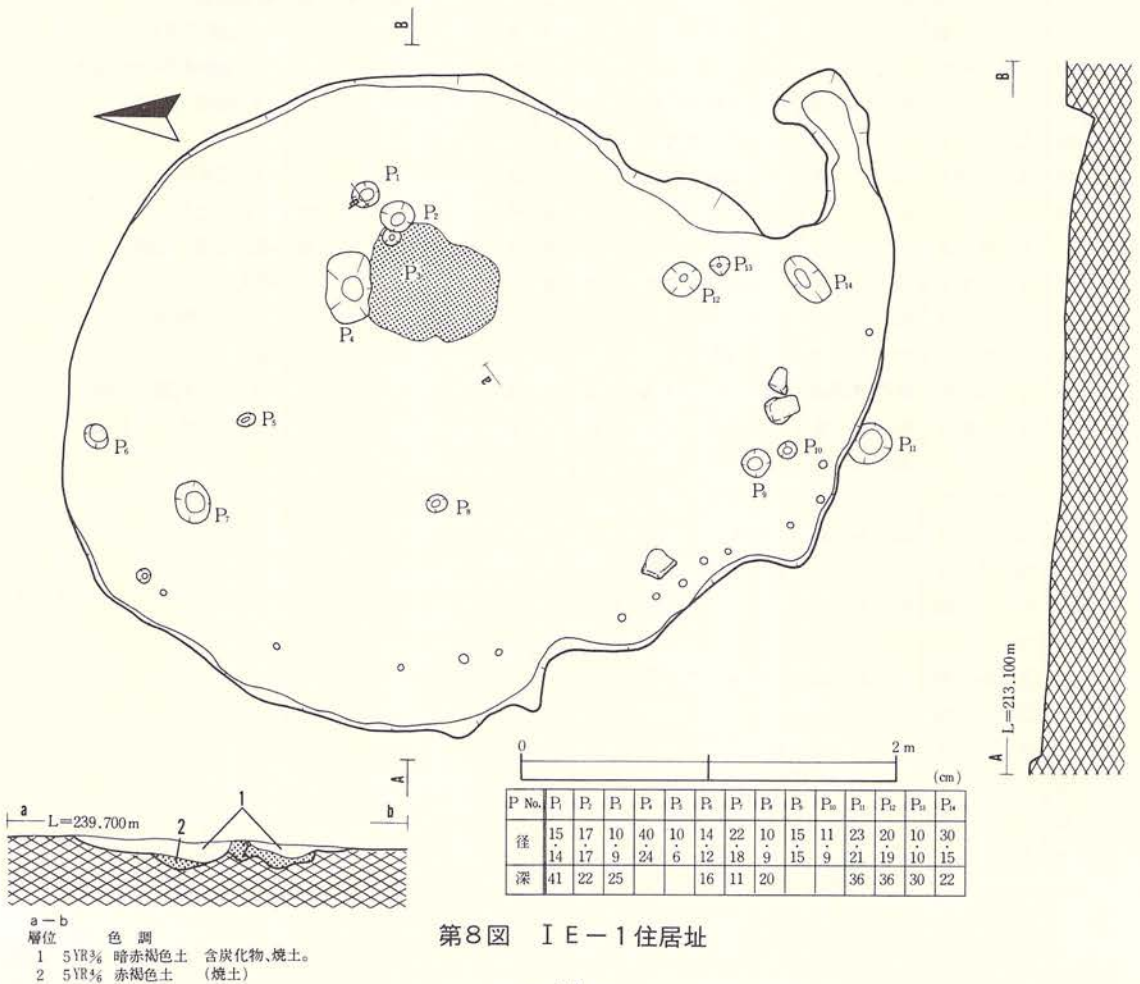 B
B
P₁
P₂
P₃
P₄
P₅
P₆
P₇
P₈
P₉
P₁₀
P₁₁
P₁₂
P₁₃
P₁₄
a
A
A L=213.100m
0 2 m
(cm)
P No. P₁ P₂ P₃ P₄ P₅ P₆ P₇ P₈ P₉ P₁₀ P₁₁ P₁₂ P₁₃ P₁₄
径 15・14 17・17 10・9 40・24 10・6 14・12 22・18 10・9 15・15 11・9 23・21 20・19 10・10 30・15
深 41 22 25 16 11 20 36 36 30 22
a L=239.700m 2 1 b
a－b
層位 色調
1 5YR3/6 暗赤褐色土 含炭化物、焼土。
2 5YR4/6 赤褐色土 (焼土)
第8図 ⅠE－1住居址